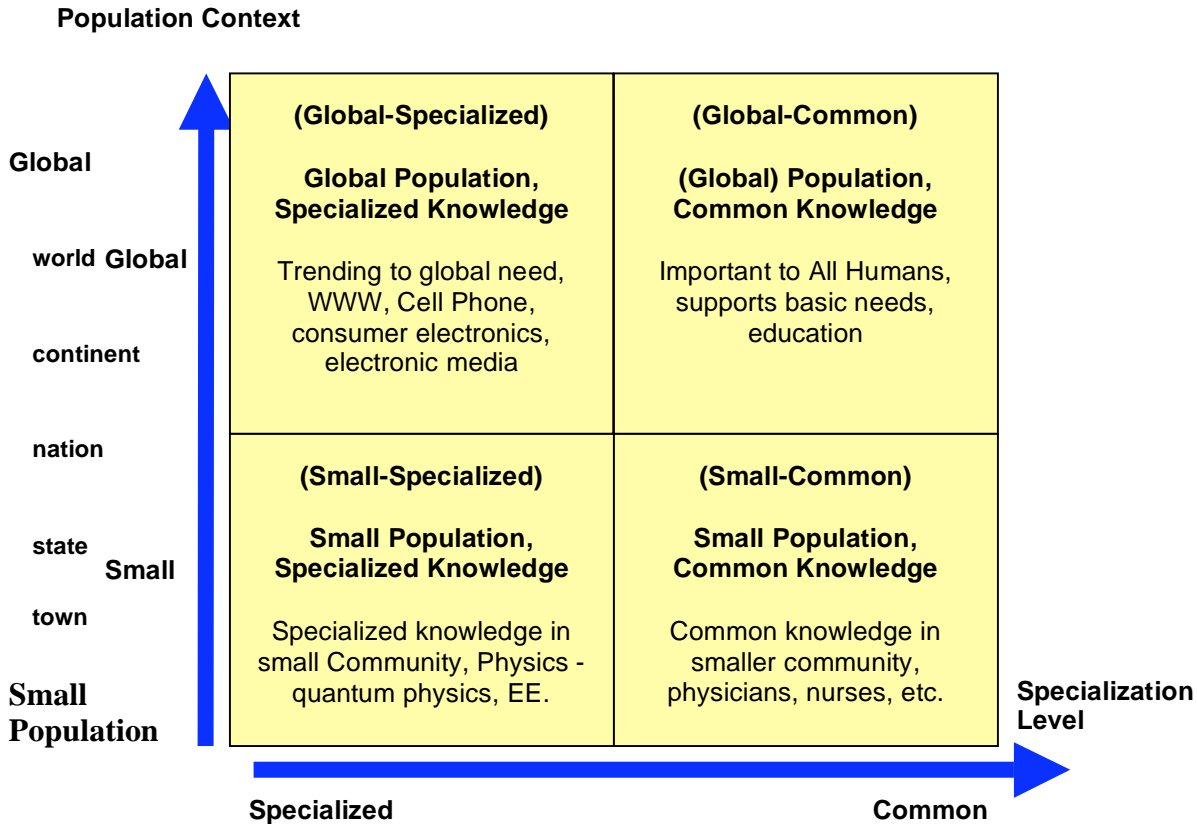 Population Context
Global
world Global
continent
nation
state
Small
town
Small
Population
(Global-Specialized)
Global Population,
Specialized Knowledge
Trending to global need,
WWW, Cell Phone,
consumer electronics,
electronic media
(Global-Common)
(Global) Population,
Common Knowledge
Important to All Humans,
supports basic needs,
education
(Small-Specialized)
Small Population,
Specialized Knowledge
Specialized knowledge in
small Community, Physics -
quantum physics, EE.
(Small-Common)
Small Population,
Common Knowledge
Common knowledge in
smaller community,
physicians, nurses, etc.
Specialization
Level
Specialized
Common